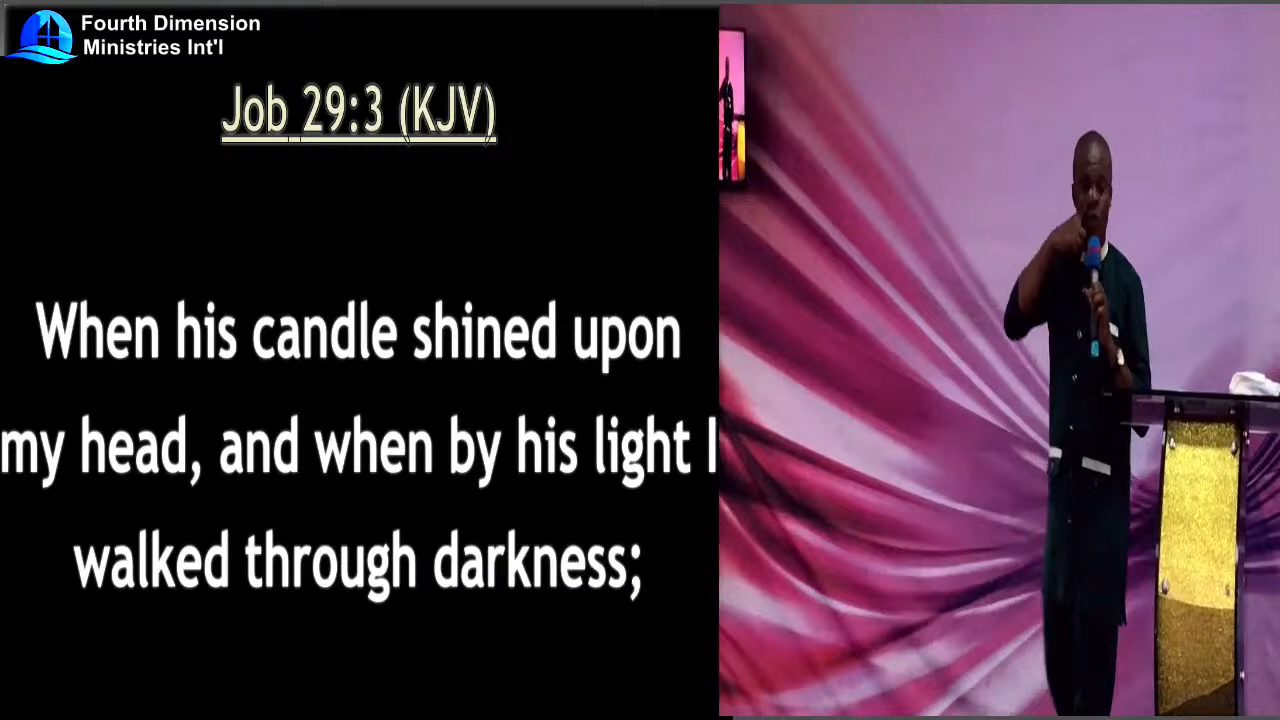 Fourth Dimension
Ministries Int'l
Job 29:3 (KJV)
When his candle shined upon
my head, and when by his light I
walked through darkness;